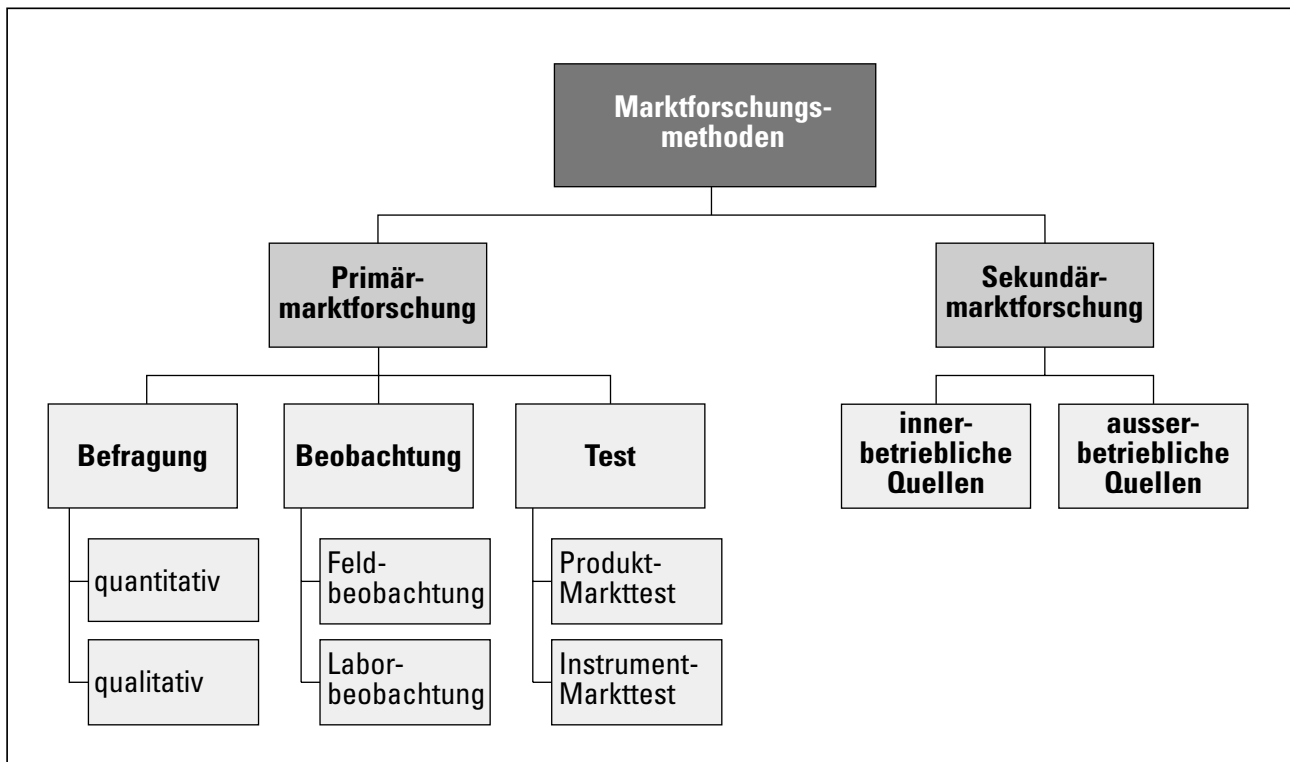 Marktforschungs-
methoden
Primär-
marktforschung
Sekundär-
marktforschung
Befragung
Beobachtung
Test
inner-
betriebliche
Quellen
ausser-
betriebliche
Quellen
quantitativ
Feld-
beobachtung
Produkt-
Markttest
qualitativ
Labor-
beobachtung
Instrument-
Markttest